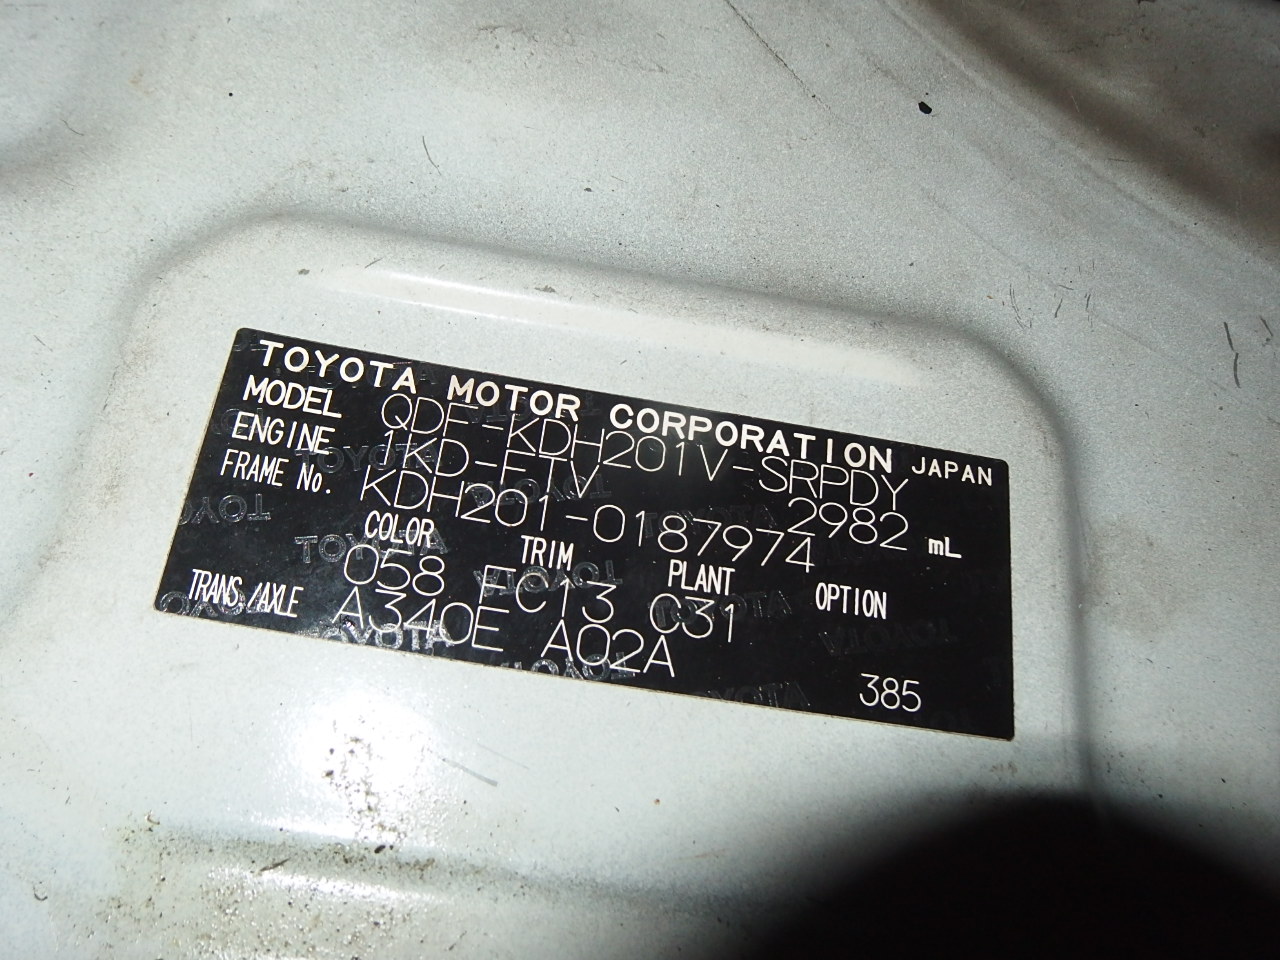 TOYOTA MOTOR CORPORATION JAPAN
MODEL QDF-KDH201V-SRPDY
ENGINE 1KD-FTV 2982 mL
FRAME No. KDH201-0187974
COLOR TRIM PLANT OPTION
058 FC13 C31
TRANS/AXLE A340E A02A
385